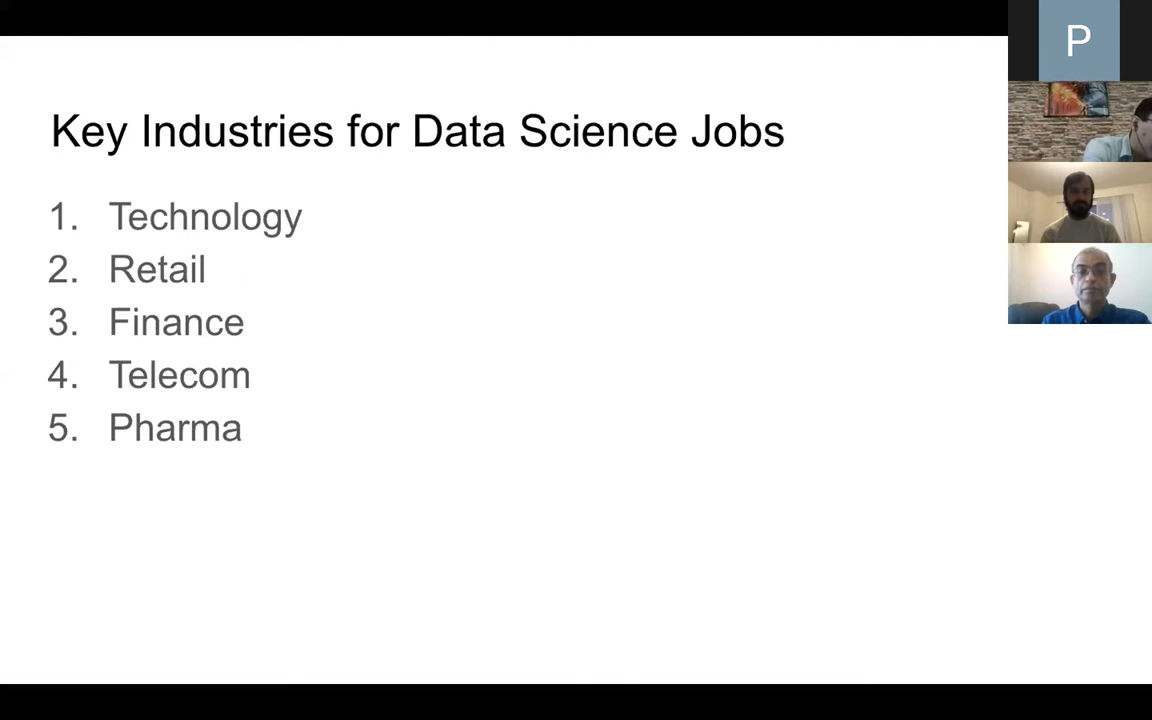 Key Industries for Data Science Jobs
1. Technology
2. Retail
3. Finance
4. Telecom
5. Pharma
P